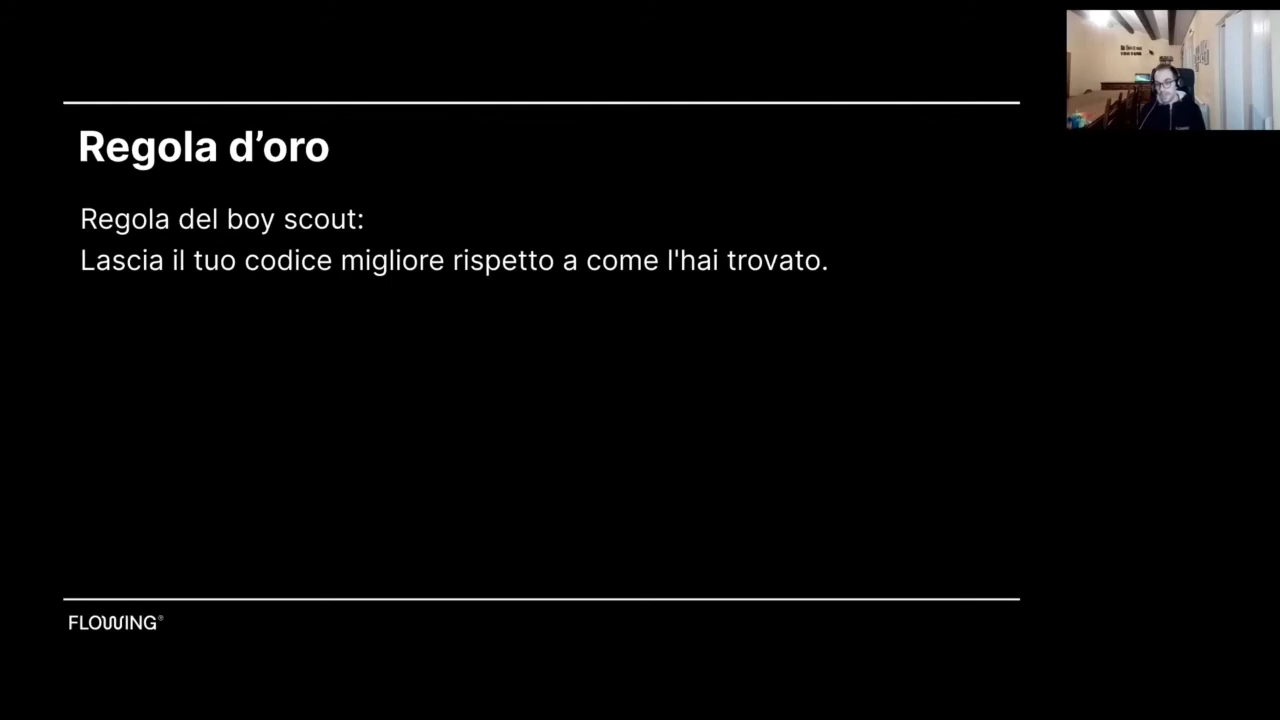 Regola d’oro
Regola del boy scout:
Lascia il tuo codice migliore rispetto a come l'hai trovato.
FLOWING®